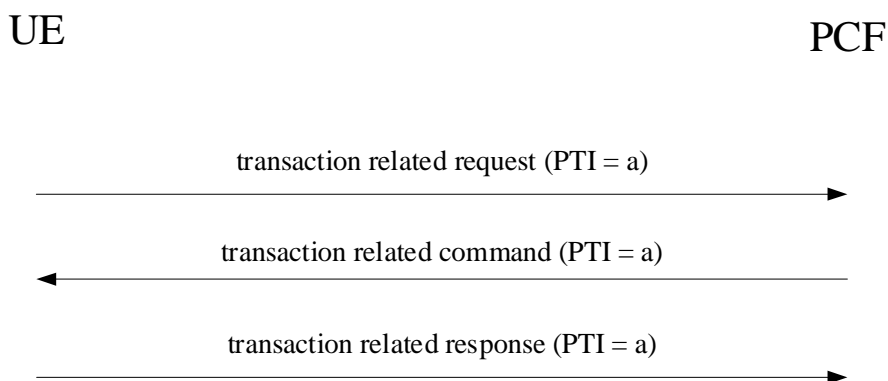 UE
PCF
transaction related request (PTI = a)
transaction related command (PTI = a)
transaction related response (PTI = a)